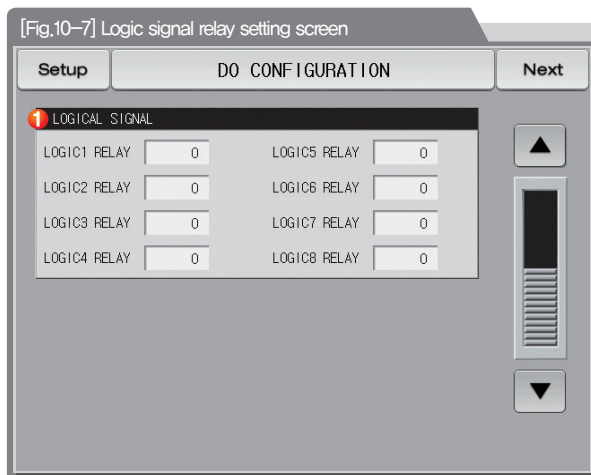 [Fig.10-7] Logic signal relay setting screen
Setup DO CONFIGURATION Next
1 LOGICAL SIGNAL
LOGIC1 RELAY 0 LOGIC5 RELAY 0
LOGIC2 RELAY 0 LOGIC6 RELAY 0
LOGIC3 RELAY 0 LOGIC7 RELAY 0
LOGIC4 RELAY 0 LOGIC8 RELAY 0